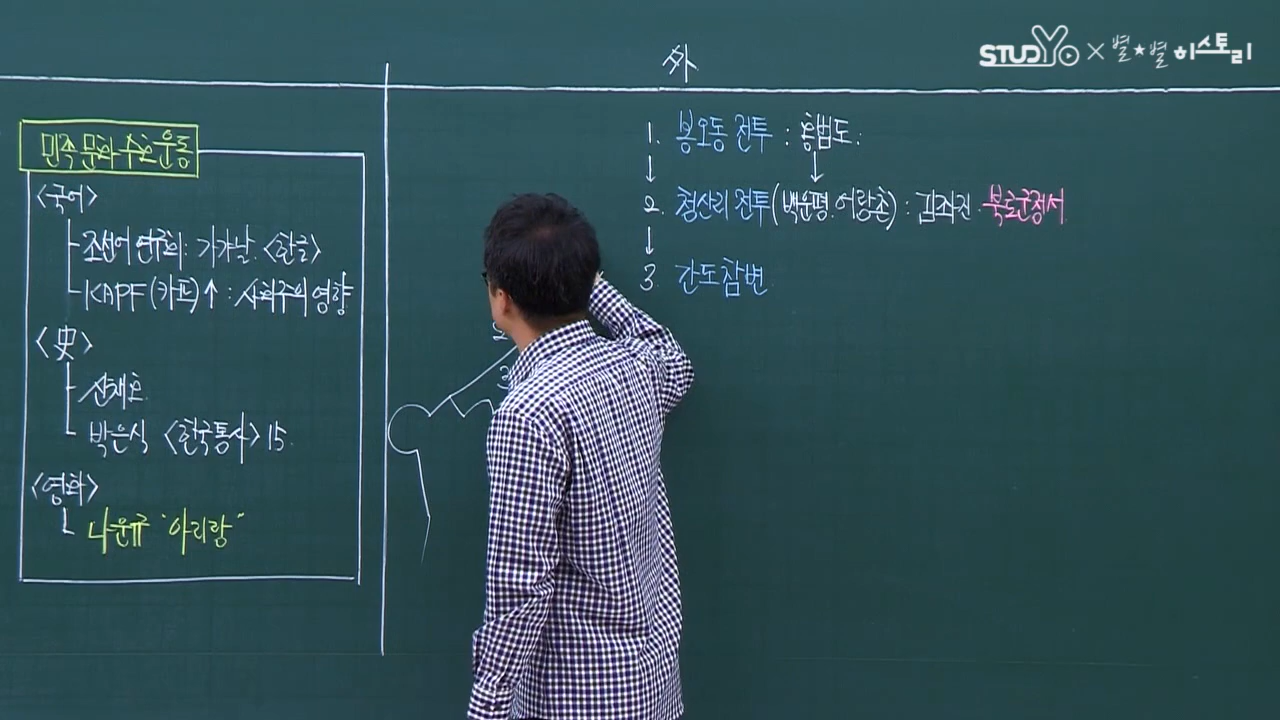 STUDYO × 별★별 히스토리
外
민족문화수호운동
<국어>
조선어 연구회 : 가갸날. <한글>
KAPF(카프)↑ : 사회주의 영향
<史>
신채호
박은식 <한국통사> 15
<영화>
나운규 "아리랑"
1. 봉오동 전투 : 홍범도.
↓ ↓
2. 청산리 전투(백운평. 어랑촌) : 김좌진. 북로군정서
↓
3. 간도참변